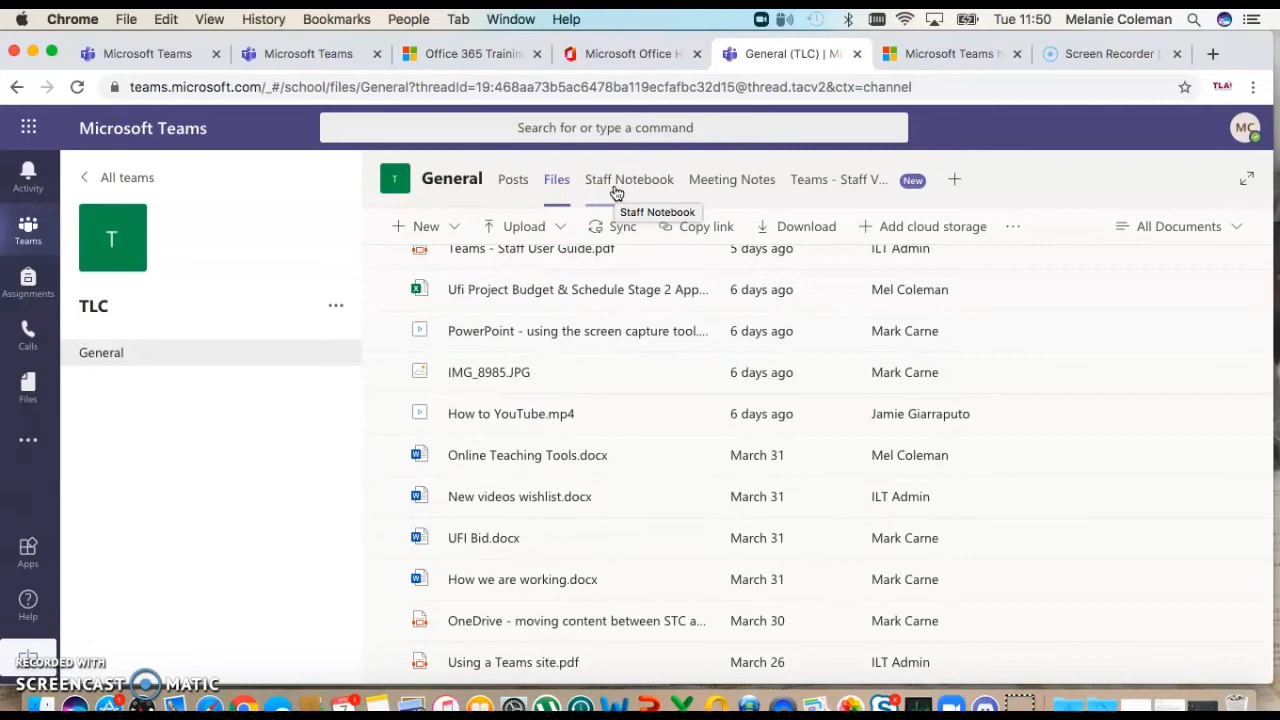 Chrome File Edit View History Bookmarks People Tab Window Help Tue 11:50 Melanie Coleman
Microsoft Teams Microsoft Teams Office 365 Trainin Microsoft Office H General (TLC) | Mi Microsoft Teams h Screen Recorder |
teams.microsoft.com/_#/school/files/General?threadId=19:468aa73b5ac6478ba119ecfafbc32d15@thread.tacv2&ctx=channel TLA!
Microsoft Teams Search for or type a command MC
Activity
Teams
Assignments
Calls
Files
Apps
Help
All teams
T
TLC
General
T General Posts Files Staff Notebook Meeting Notes Teams - Staff V... New
Staff Notebook
New Upload Sync Copy link Download Add cloud storage All Documents
Teams - Staff User Guide.pdf 5 days ago ILT Admin
Ufi Project Budget & Schedule Stage 2 App... 6 days ago Mel Coleman
PowerPoint - using the screen capture tool.... 6 days ago Mark Carne
IMG_8985.JPG 6 days ago Mark Carne
How to YouTube.mp4 6 days ago Jamie Giarraputo
Online Teaching Tools.docx March 31 Mel Coleman
New videos wishlist.docx March 31 ILT Admin
UFI Bid.docx March 31 Mark Carne
How we are working.docx March 31 Mark Carne
OneDrive - moving content between STC a... March 30 Mark Carne
Using a Teams site.pdf March 26 ILT Admin
RECORDED WITH
SCREENCAST MATIC